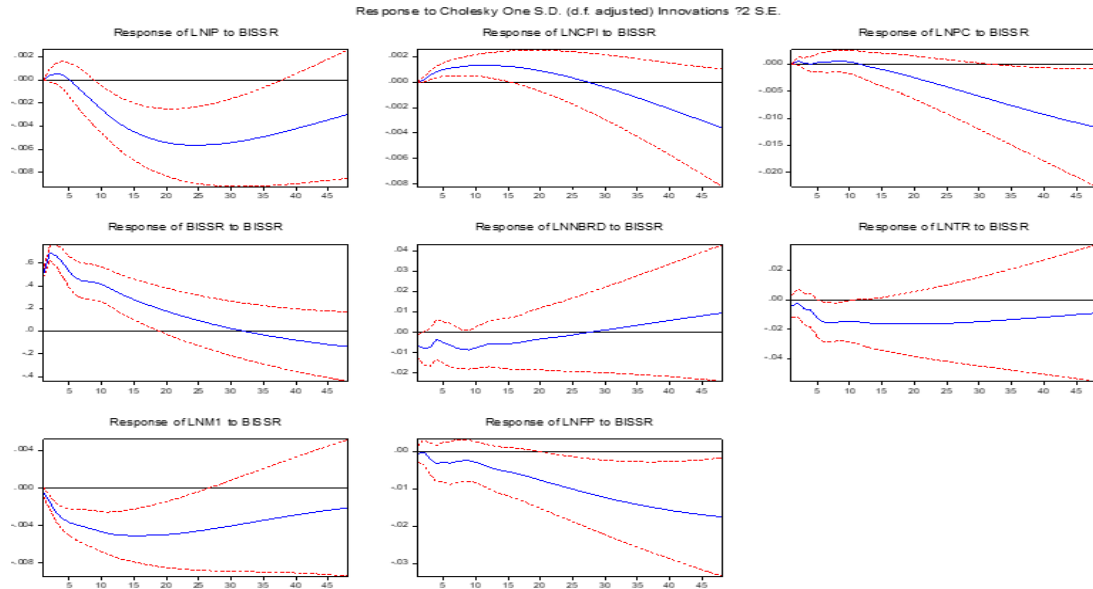 Response to Cholesky One S.D. (d.f. adjusted) Innovations ?2 S.E.
Response of LNIP to BISSR
.002
.000
-.002
-.004
-.006
-.008
5 10 15 20 25 30 35 40 45
Response of LNCPI to BISSR
.002
.000
-.002
-.004
-.006
-.008
5 10 15 20 25 30 35 40 45
Response of LNPC to BISSR
.000
-.005
-.010
-.015
-.020
5 10 15 20 25 30 35 40 45
Response of BISSR to BISSR
.6
.4
.2
.0
-.2
-.4
5 10 15 20 25 30 35 40 45
Response of LNNBRD to BISSR
.04
.03
.02
.01
.00
-.01
-.02
5 10 15 20 25 30 35 40 45
Response of LNTR to BISSR
.02
.00
-.02
-.04
5 10 15 20 25 30 35 40 45
Response of LNM1 to BISSR
.004
.000
-.004
-.008
5 10 15 20 25 30 35 40 45
Response of LNFP to BISSR
.00
-.01
-.02
-.03
5 10 15 20 25 30 35 40 45